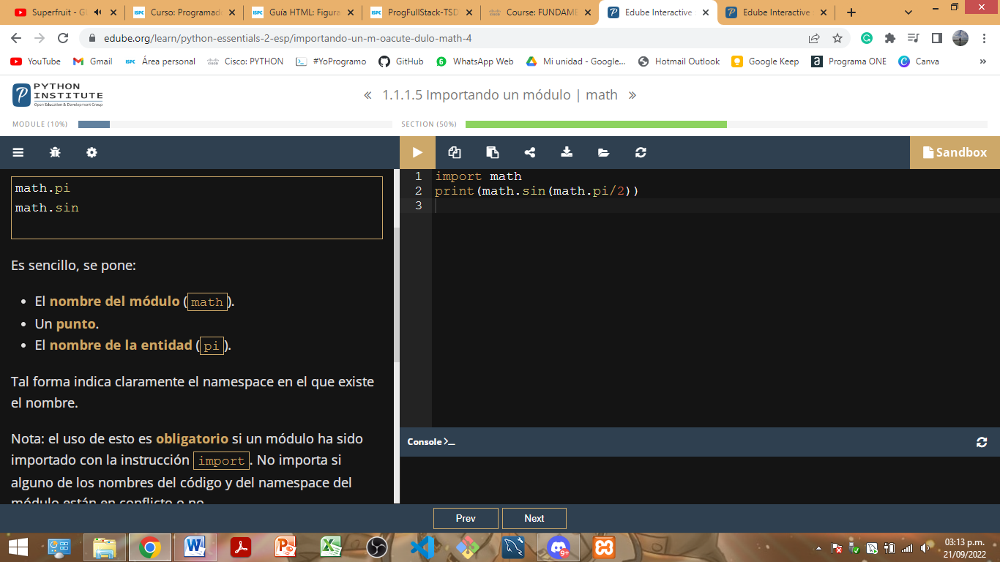 Superfruit - GU
Curso: Programad
Guía HTML: Figura
ProgFullStack-TSD
Course: FUNDAME
Edube Interactive
Edube Interactive
edube.org/learn/python-essentials-2-esp/importando-un-m-oacute-dulo-math-4
YouTube
Gmail
ispc Área personal
Cisco: PYTHON
#YoProgramo
GitHub
WhatsApp Web
Mi unidad - Google...
Hotmail Outlook
Google Keep
Programa ONE
Canva
»
PYTHON
INSTITUTE
Open Education & Development Group
« 1.1.1.5 Importando un módulo | math »
MODULE (10%)
SECTION (50%)
Sandbox
math.pi
math.sin
Es sencillo, se pone:
• El nombre del módulo (math).
• Un punto.
• El nombre de la entidad (pi).
Tal forma indica claramente el namespace en el que existe
el nombre.
Nota: el uso de esto es obligatorio si un módulo ha sido
importado con la instrucción import. No importa si
alguno de los nombres del código y del namespace del
módulo están en conflicto o no.
1 import math
2 print(math.sin(math.pi/2))
3
Console >_
Prev
Next
9+
03:13 p.m.
21/09/2022